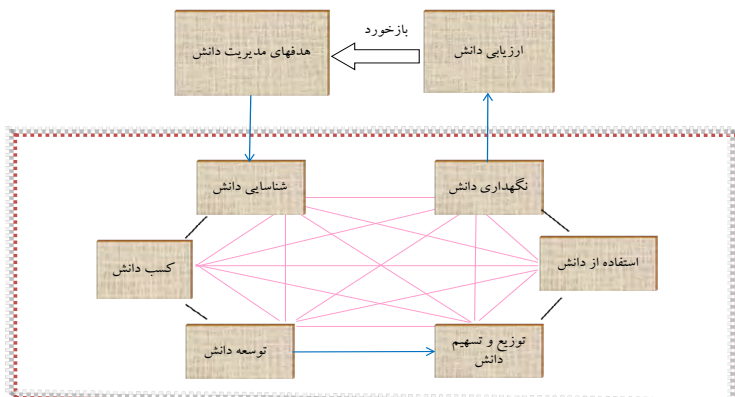 بازخورد
هدفهای مدیریت دانش
ارزیابی دانش
شناسایی دانش
نگهداری دانش
کسب دانش
استفاده از دانش
توسعه دانش
توزیع و تسهیم
دانش